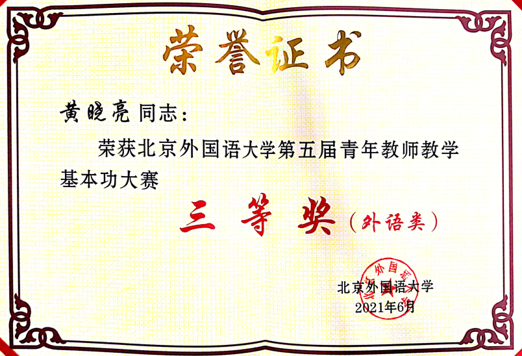 荣誉证书
黄晓亮同志：
荣获北京外国语大学第五届青年教师教学
基本功大赛
三等奖（外语类）
北京外国语大学
2021年6月